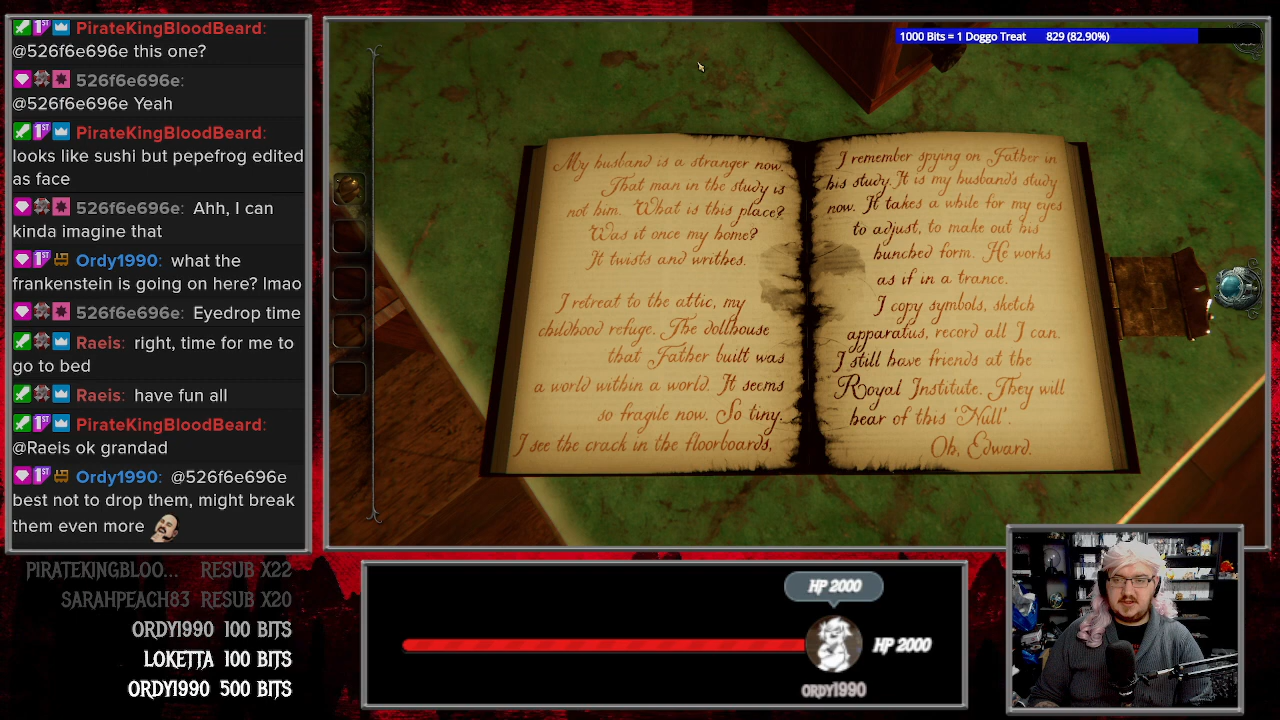 PirateKingBloodBeard:
@526f6e696e this one?
526f6e696e:
@526f6e696e Yeah
PirateKingBloodBeard:
looks like sushi but pepefrog edited
as face
526f6e696e: Ahh, I can
kinda imagine that
Ordy1990: what the
frankenstein is going on here? lmao
526f6e696e: Eyedrop time
Raeis: right, time for me to
go to bed
Raeis: have fun all
PirateKingBloodBeard:
@Raeis ok grandad
Ordy1990: @526f6e696e
best not to drop them, might break
them even more
PIRATEKINGBLOO... RESUB X22
SARAHPEACH83 RESUB X20
ORDY1990 100 BITS
LOKETTA 100 BITS
ORDY1990 500 BITS
1000 Bits = 1 Doggo Treat 829 (82.90%)
My husband is a stranger now.
That man in the study is
not him. What is this place?
Was it once my home?
It twists and writhes.
I retreat to the attic, my
childhood refuge. The dollhouse
that Father built was
a world within a world. It seems
so fragile now. So tiny.
I see the crack in the floorboards,
I remember spying on Father in
his study. It is my husband's study
now. It takes a while for my eyes
to adjust, to make out his
hunched form. He works
as if in a trance.
I copy symbols, sketch
apparatus, record all I can.
I still have friends at the
Royal Institute. They will
hear of this 'Null'.
Oh, Edward.
HP 2000
HP 2000
ORDY1990